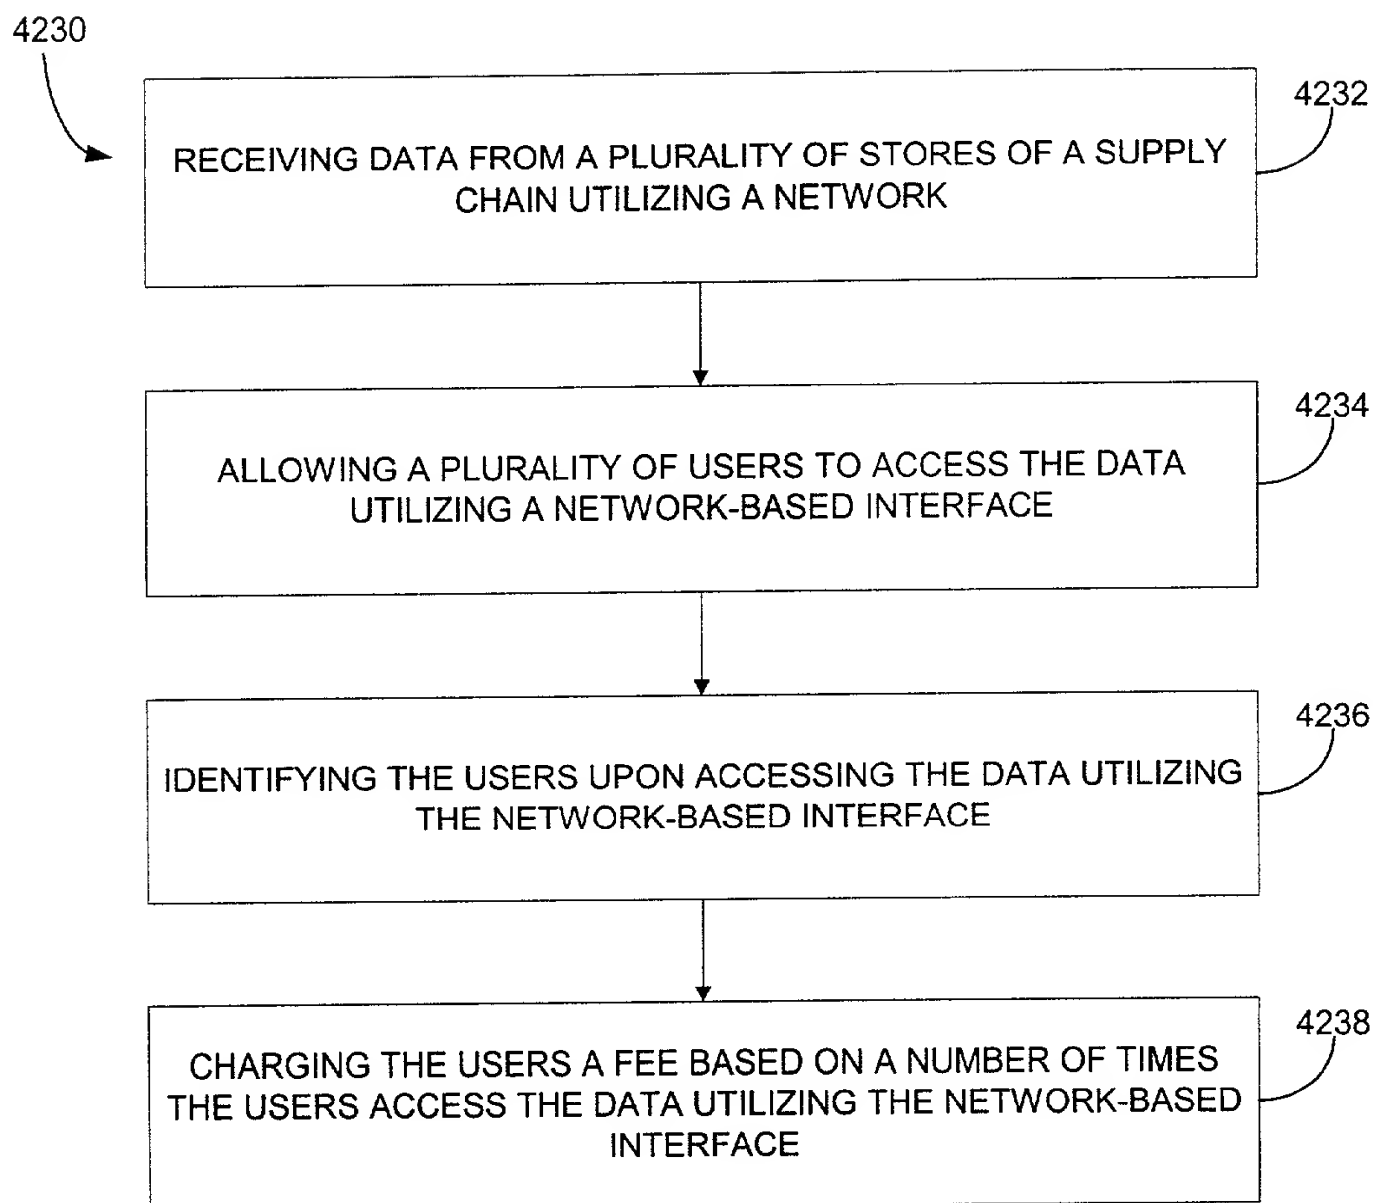 4230
4232
RECEIVING DATA FROM A PLURALITY OF STORES OF A SUPPLY
CHAIN UTILIZING A NETWORK
4234
ALLOWING A PLURALITY OF USERS TO ACCESS THE DATA
UTILIZING A NETWORK-BASED INTERFACE
4236
IDENTIFYING THE USERS UPON ACCESSING THE DATA UTILIZING
THE NETWORK-BASED INTERFACE
4238
CHARGING THE USERS A FEE BASED ON A NUMBER OF TIMES
THE USERS ACCESS THE DATA UTILIZING THE NETWORK-BASED
INTERFACE